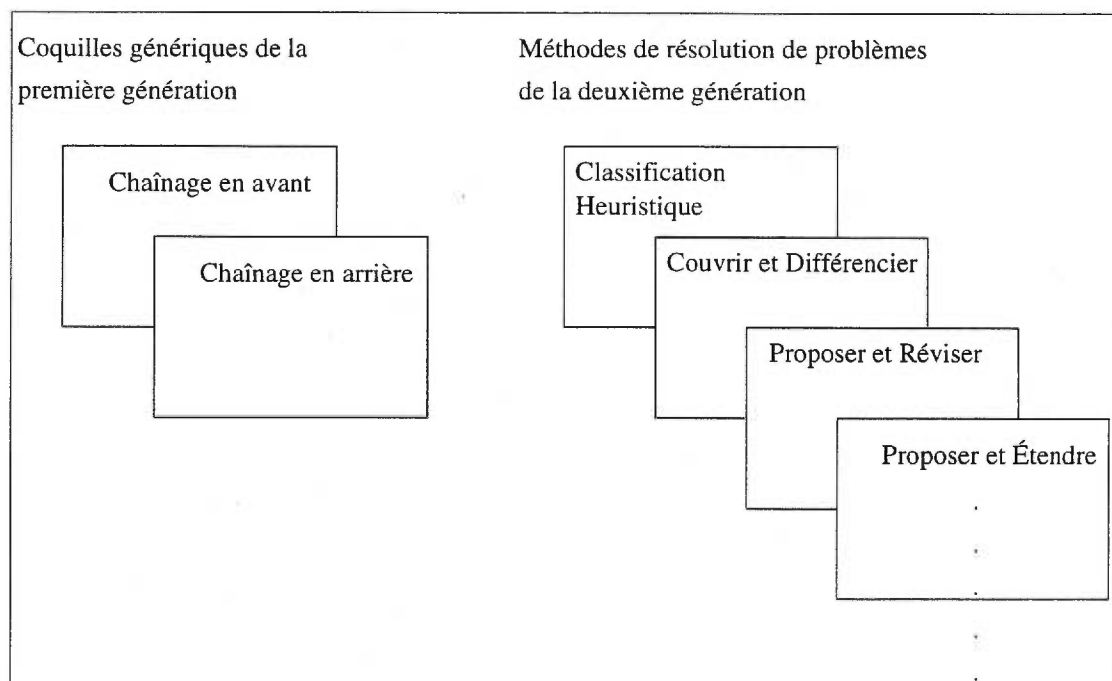 Coquilles génériques de la
première génération
Méthodes de résolution de problèmes
de la deuxième génération
Chaînage en avant
Chaînage en arrière
Classification
Heuristique
Couvrir et Différencier
Proposer et Réviser
Proposer et Étendre
.
.
.
.
.